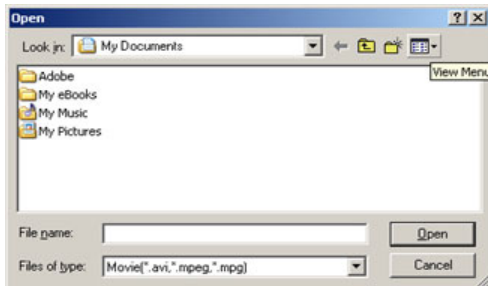 Open
Look in: My Documents
View Menu
Adobe
My eBooks
My Music
My Pictures
File name: Open
Files of type: Movie(*.avi,*.mpeg,*.mpg) Cancel